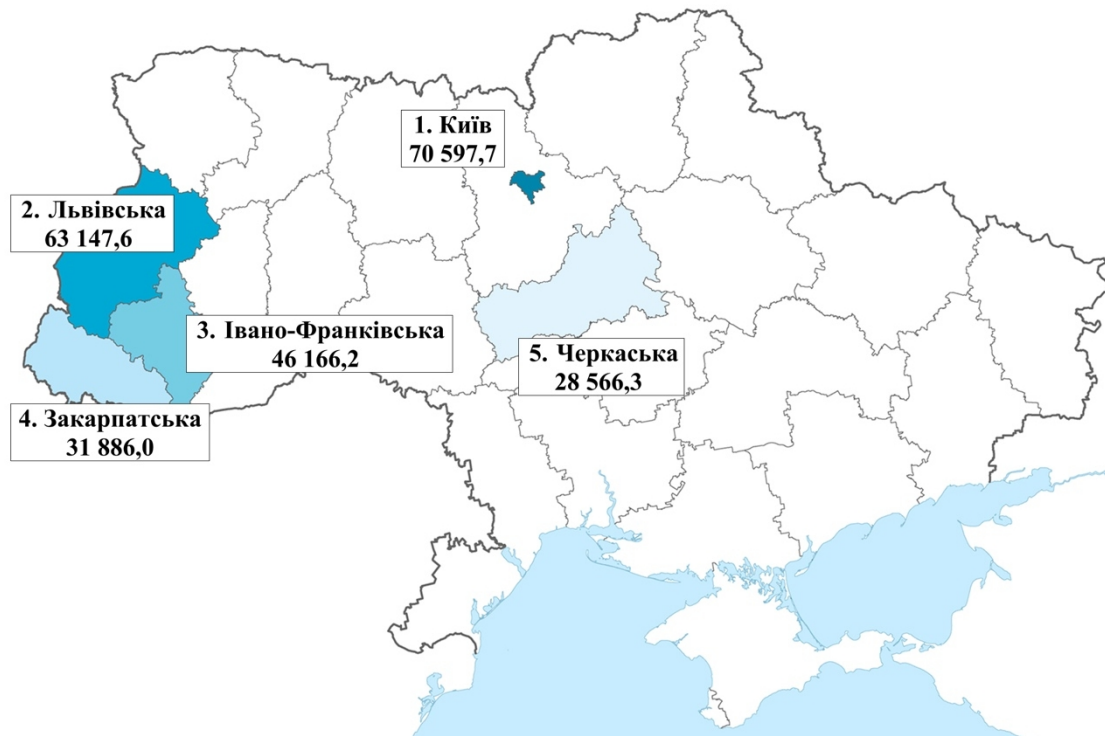 1. Київ
70 597,7
2. Львівська
63 147,6
3. Івано-Франківська
46 166,2
5. Черкаська
28 566,3
4. Закарпатська
31 886,0